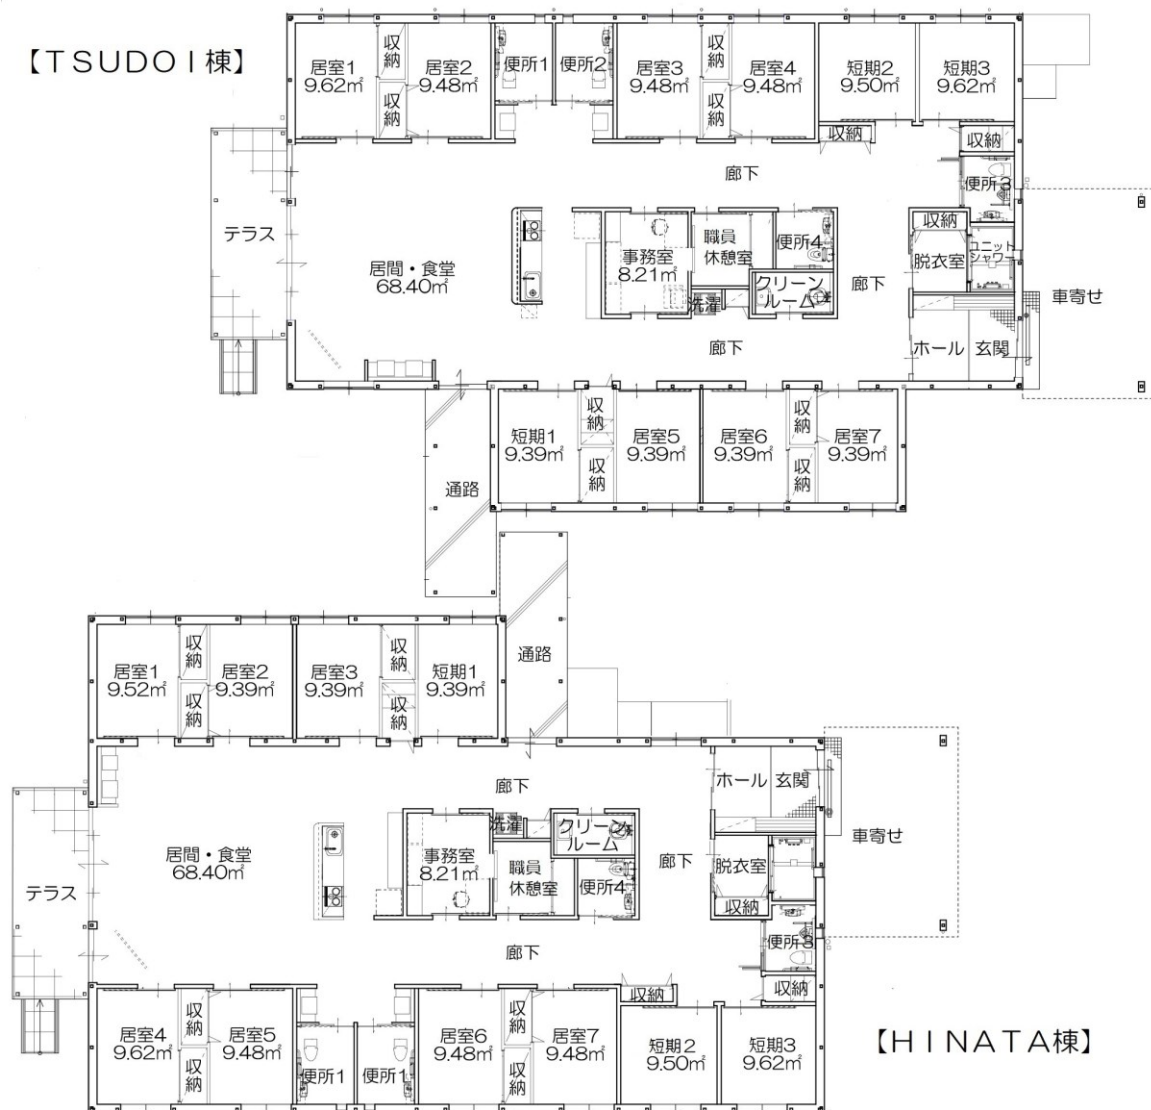 【TSUDOI棟】
居室1
9.62㎡
収納
収納
居室2
9.48㎡
便所1
便所2
居室3
9.48㎡
収納
収納
居室4
9.48㎡
短期2
9.50㎡
短期3
9.62㎡
収納
収納
廊下
便所3
テラス
居間・食堂
68.40㎡
事務室
8.21㎡
職員
休憩室
便所4
洗濯
クリーン
ルーム
廊下
収納
脱衣室
ユニット
シャワー
車寄せ
廊下
ホール
玄関
短期1
9.39㎡
収納
収納
居室5
9.39㎡
居室6
9.39㎡
収納
収納
居室7
9.39㎡
通路
通路
居室1
9.52㎡
収納
収納
居室2
9.39㎡
居室3
9.39㎡
収納
収納
短期1
9.39㎡
廊下
ホール
玄関
車寄せ
テラス
居間・食堂
68.40㎡
事務室
8.21㎡
洗濯
クリーン
ルーム
職員
休憩室
便所4
廊下
脱衣室
収納
便所3
廊下
収納
収納
居室4
9.62㎡
収納
収納
居室5
9.48㎡
便所1
便所1
居室6
9.48㎡
収納
収納
居室7
9.48㎡
短期2
9.50㎡
短期3
9.62㎡
【HINATA棟】